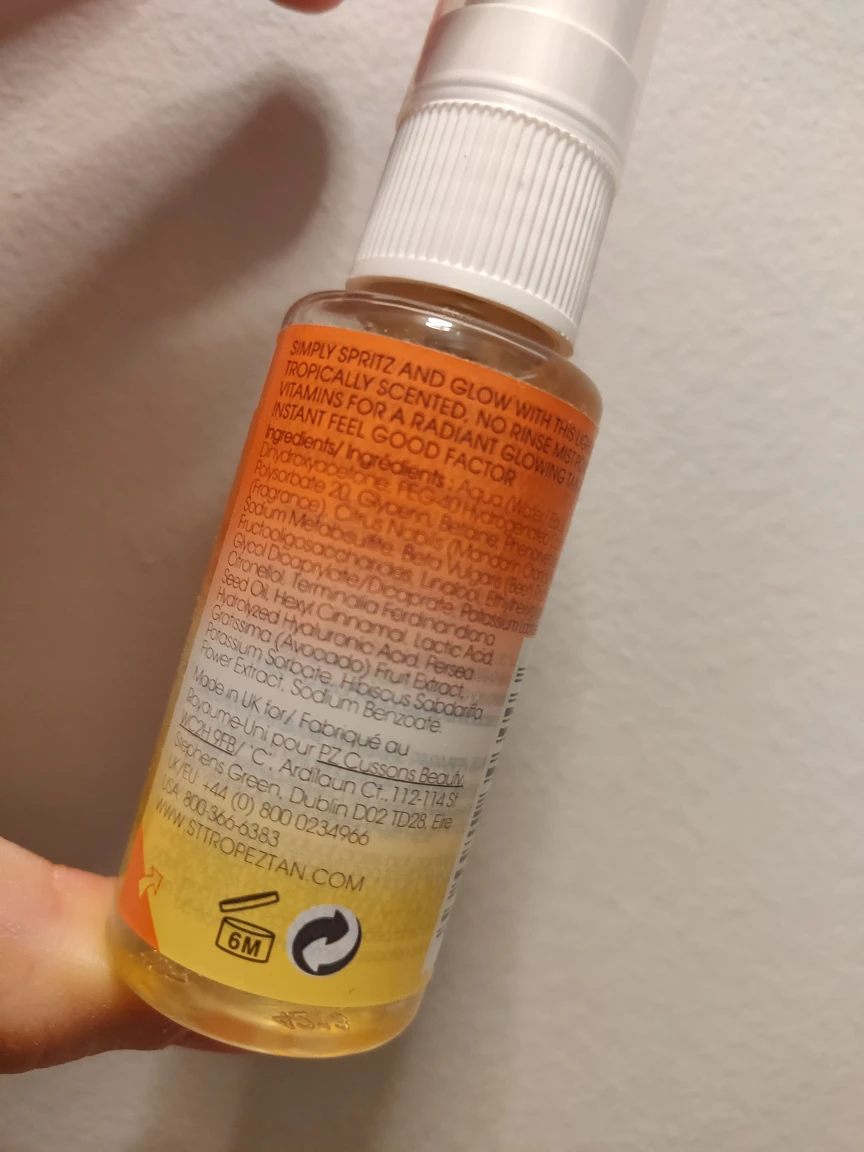 SIMPLY SPRITZ AND GLOW WITH THIS
TROPICALLY SCENTED, NO RINSE MIST
VITAMINS FOR A RADIANT GLOWING
INSTANT FEEL GOOD FACTOR
Ingredients/ Ingrédients : Aqua (Water
Dihydroxyacetone, PEG-40 Hydrogenated
Polysorbate 20, Glycerin, Betaine,
(Fragrance), Citrus Nobilis (Mandarin
Sodium Metabisulfite, Beta Vulgaris (Beet)
Fructooligosaccharides, Linalool,
Glycol Dicaprylate/Dicaprate, Potassium
Citronellol, Terminalia Ferdinandiana
Seed Oil, Hexyl Cinnamal, Lactic Acid,
Hydrolyzed Hyaluronic Acid, Persea
Gratissima (Avocado) Fruit Extract,
Potassium Sorbate, Hibiscus Sabdariffa
Flower Extract, Sodium Benzoate.
Made in UK for/ Fabriqué au
Royaume-Uni pour PZ Cussons Beauty,
WC2H 9FB/ 'C', Ardilaun Ct., 112-114 St
Stephens Green, Dublin D02 TD28, Eire
UK/EU: +44 (0) 800 0234966
USA: 800-366-6383
WWW.STTROPEZTAN.COM
6M